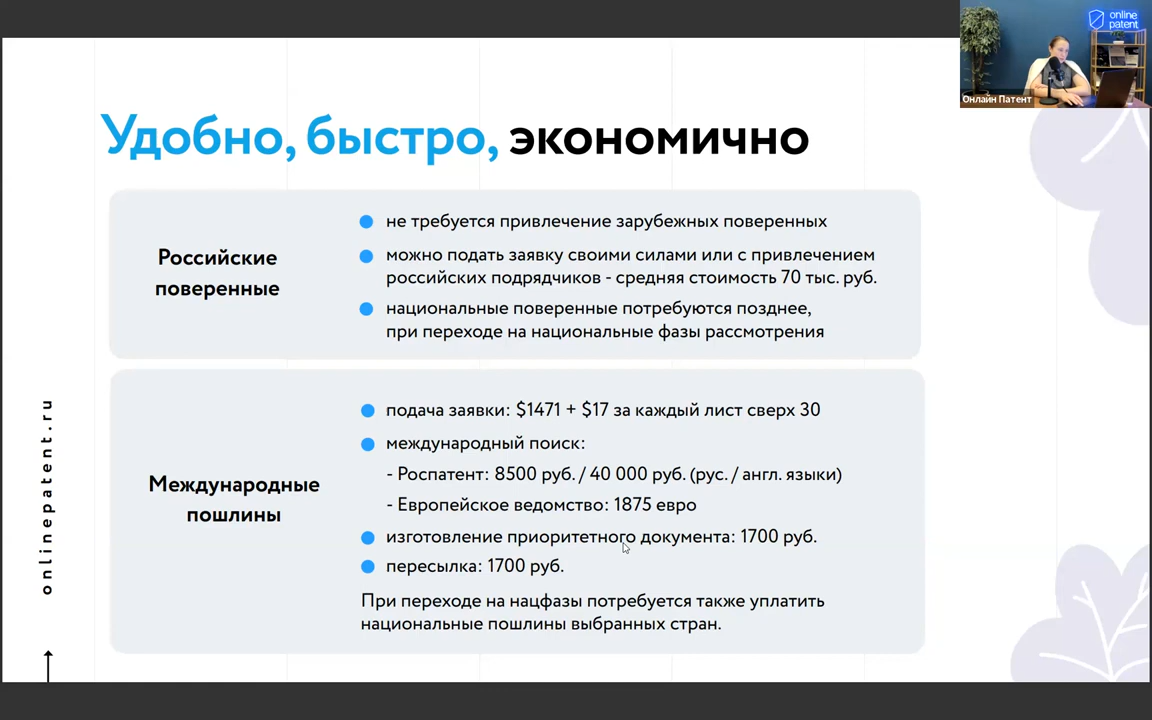 online
patent
Онлайн Патент
Удобно, быстро, экономично
Российские
поверенные
не требуется привлечение зарубежных поверенных
можно подать заявку своими силами или с привлечением
российских подрядчиков - средняя стоимость 70 тыс. руб.
национальные поверенные потребуются позднее,
при переходе на национальные фазы рассмотрения
Международные
пошлины
подача заявки: $1471 + $17 за каждый лист сверх 30
международный поиск:
- Роспатент: 8500 руб. / 40 000 руб. (рус. / англ. языки)
- Европейское ведомство: 1875 евро
изготовление приоритетного документа: 1700 руб.
пересылка: 1700 руб.
При переходе на нацфазы потребуется также уплатить
национальные пошлины выбранных стран.
onlinepatent.ru